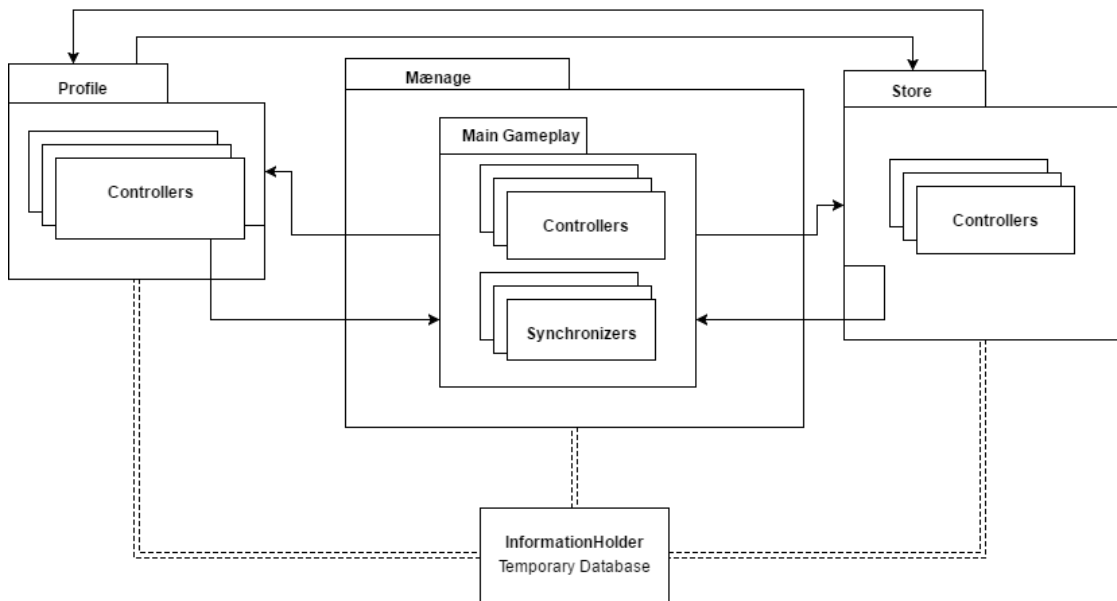 Profile
Mænage
Store
Main Gameplay
Controllers
Controllers
Controllers
Synchronizers
InformationHolder
Temporary Database